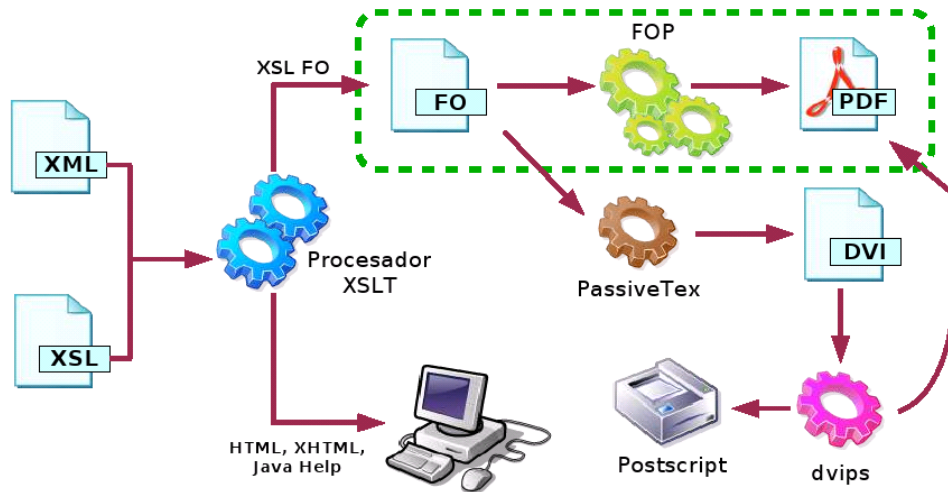 FOP
XSL FO
FO
PDF
XML
Procesador
XSLT
DVI
PassiveTex
XSL
HTML, XHTML,
Java Help
Postscript
dvips